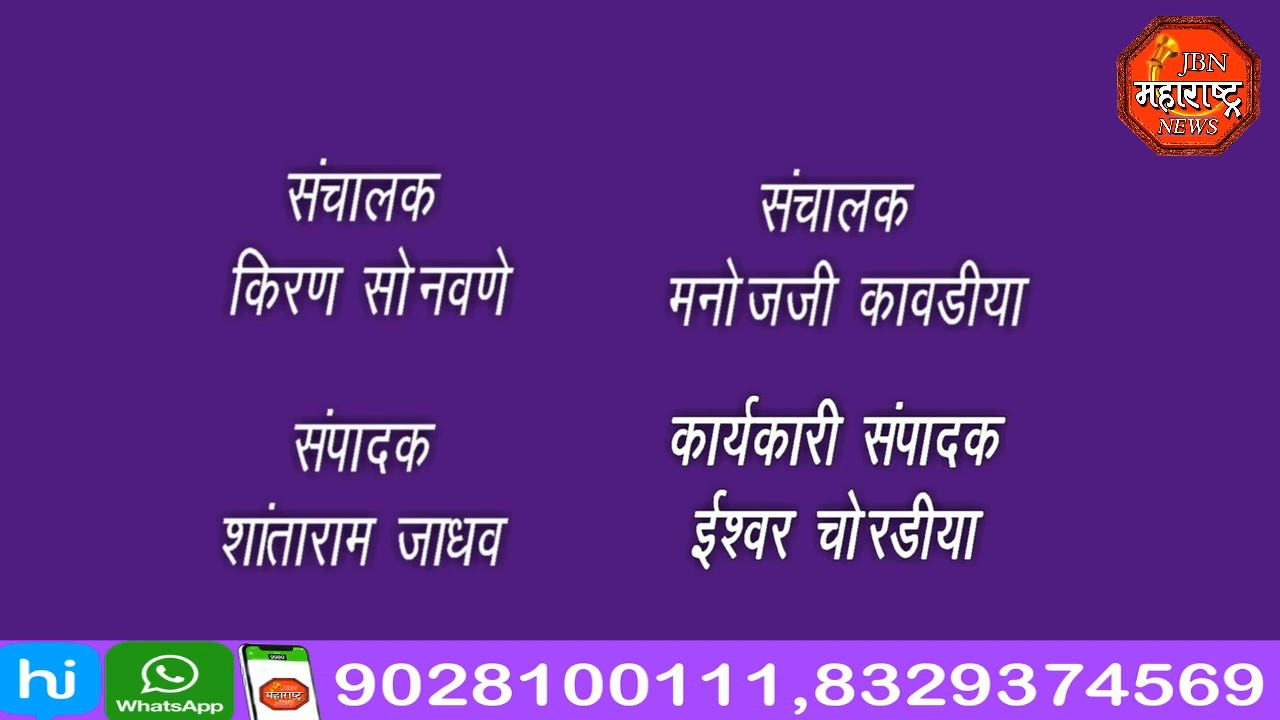 JBN
महाराष्ट्र
NEWS
संचालक
किरण सोनवणे
संचालक
मनोजजी कावडीया
संपादक
शांताराम जाधव
कार्यकारी संपादक
ईश्वर चोरडीया
hi
WhatsApp
महाराष्ट्र
9028100111,8329374569